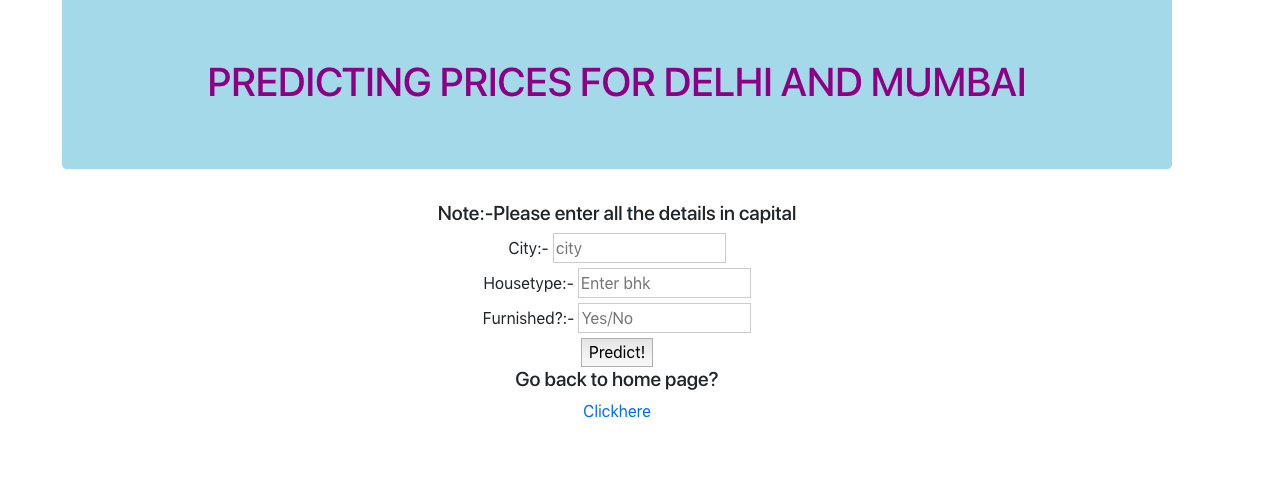 PREDICTING PRICES FOR DELHI AND MUMBAI
Note:-Please enter all the details in capital
City:- city
Housetype:- Enter bhk
Furnished?:- Yes/No
Predict!
Go back to home page?
Clickhere